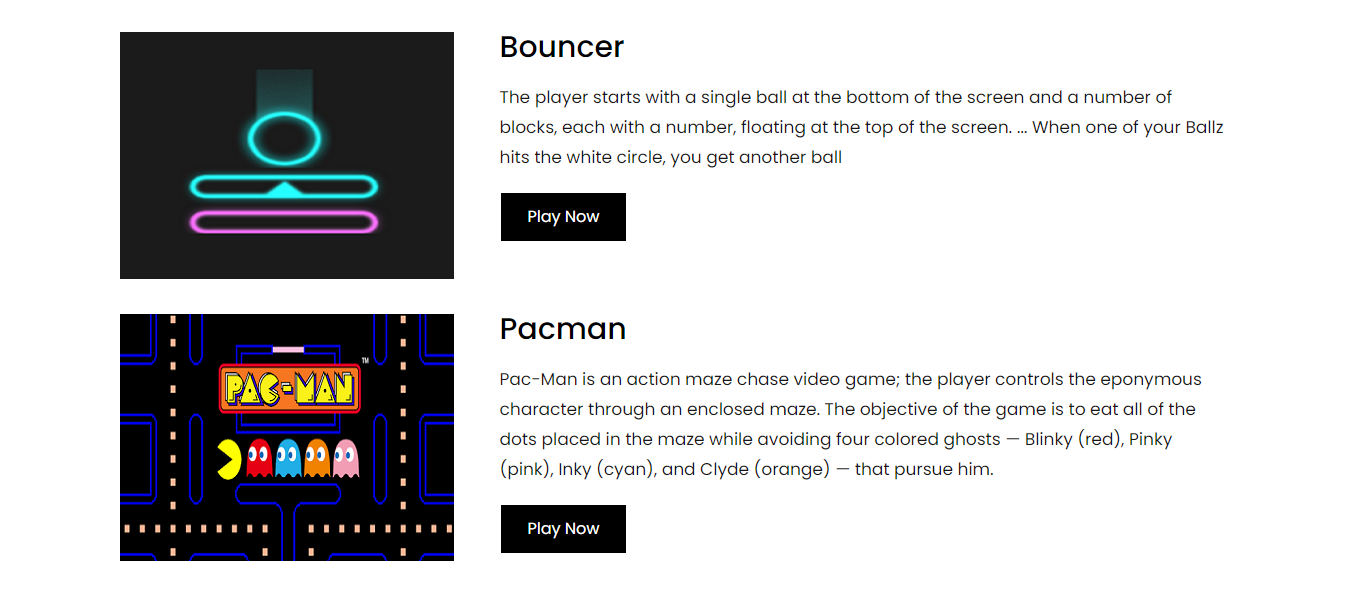 Bouncer
The player starts with a single ball at the bottom of the screen and a number of
blocks, each with a number, floating at the top of the screen. ... When one of your Ballz
hits the white circle, you get another ball
Play Now
PAC-MAN
TM
Pacman
Pac-Man is an action maze chase video game; the player controls the eponymous
character through an enclosed maze. The objective of the game is to eat all of the
dots placed in the maze while avoiding four colored ghosts — Blinky (red), Pinky
(pink), Inky (cyan), and Clyde (orange) — that pursue him.
Play Now